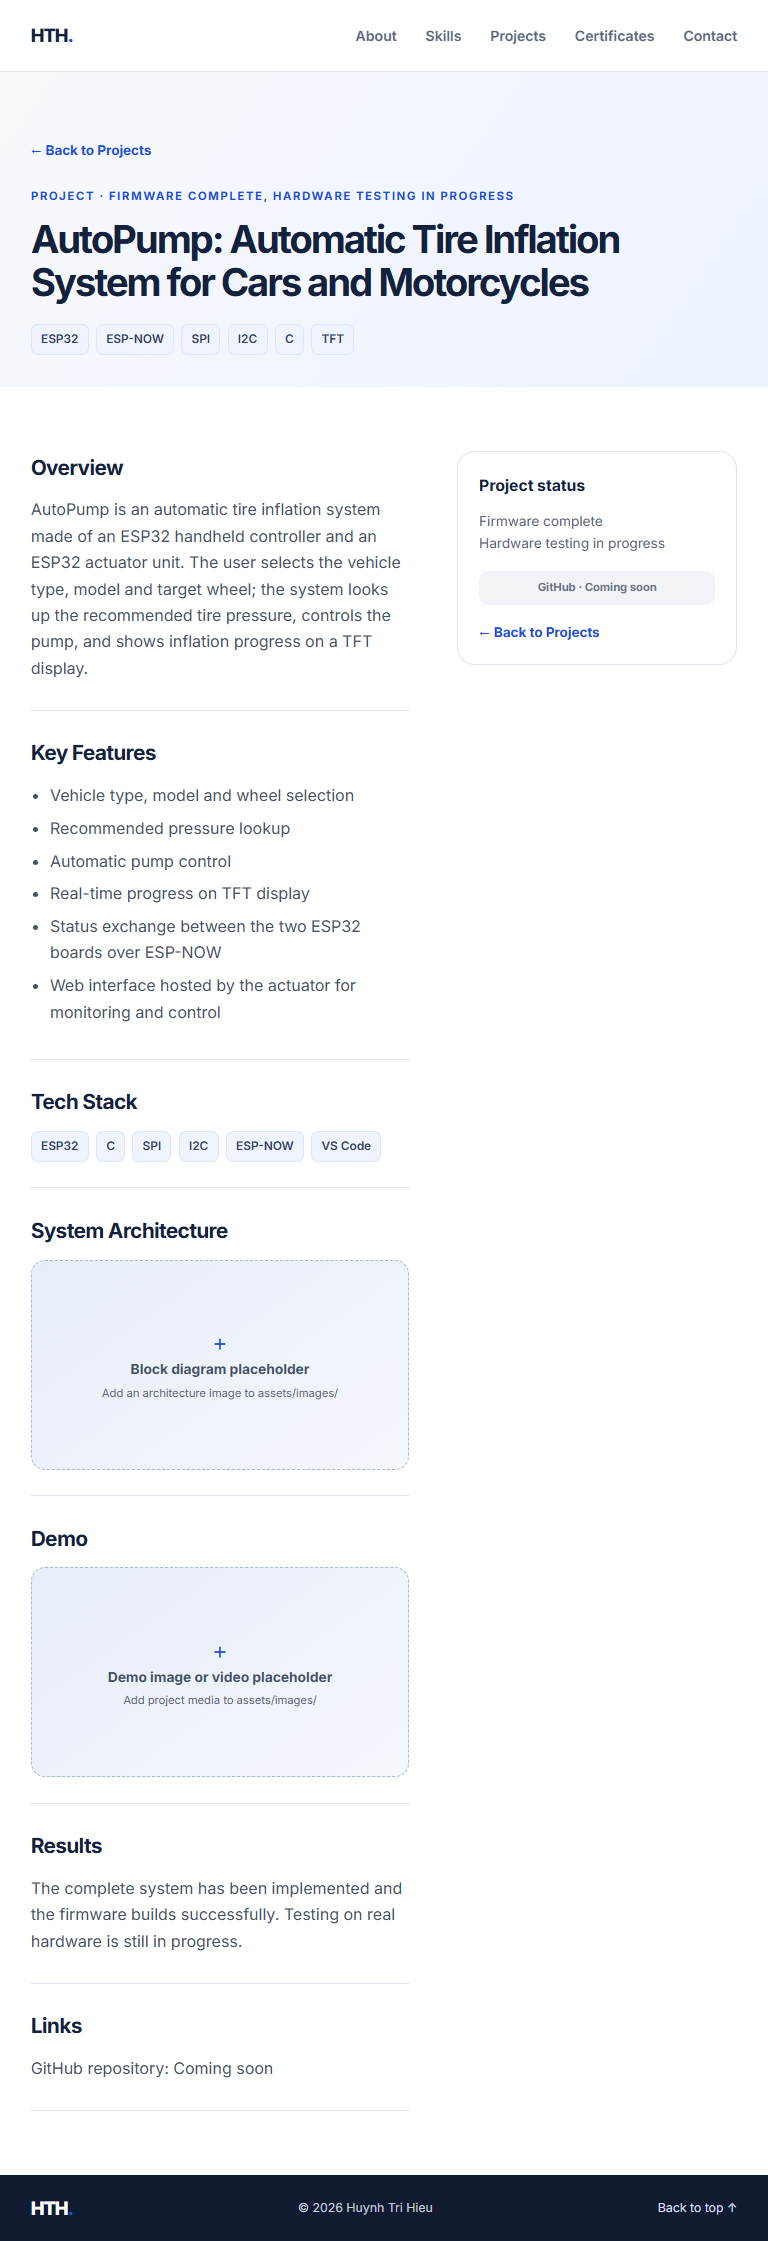 HTH.
About Skills Projects Certificates Contact
← Back to Projects
PROJECT · FIRMWARE COMPLETE, HARDWARE TESTING IN PROGRESS
AutoPump: Automatic Tire Inflation
System for Cars and Motorcycles
ESP32 ESP-NOW SPI I2C C TFT
Overview
AutoPump is an automatic tire inflation system
made of an ESP32 handheld controller and an
ESP32 actuator unit. The user selects the vehicle
type, model and target wheel; the system looks
up the recommended tire pressure, controls the
pump, and shows inflation progress on a TFT
display.
Project status
Firmware complete
Hardware testing in progress
GitHub · Coming soon
← Back to Projects
Key Features
• Vehicle type, model and wheel selection
• Recommended pressure lookup
• Automatic pump control
• Real-time progress on TFT display
• Status exchange between the two ESP32
boards over ESP-NOW
• Web interface hosted by the actuator for
monitoring and control
Tech Stack
ESP32 C SPI I2C ESP-NOW VS Code
System Architecture
+
Block diagram placeholder
Add an architecture image to assets/images/
Demo
+
Demo image or video placeholder
Add project media to assets/images/
Results
The complete system has been implemented and
the firmware builds successfully. Testing on real
hardware is still in progress.
Links
GitHub repository: Coming soon
HTH.
© 2026 Huynh Tri Hieu
Back to top ↑